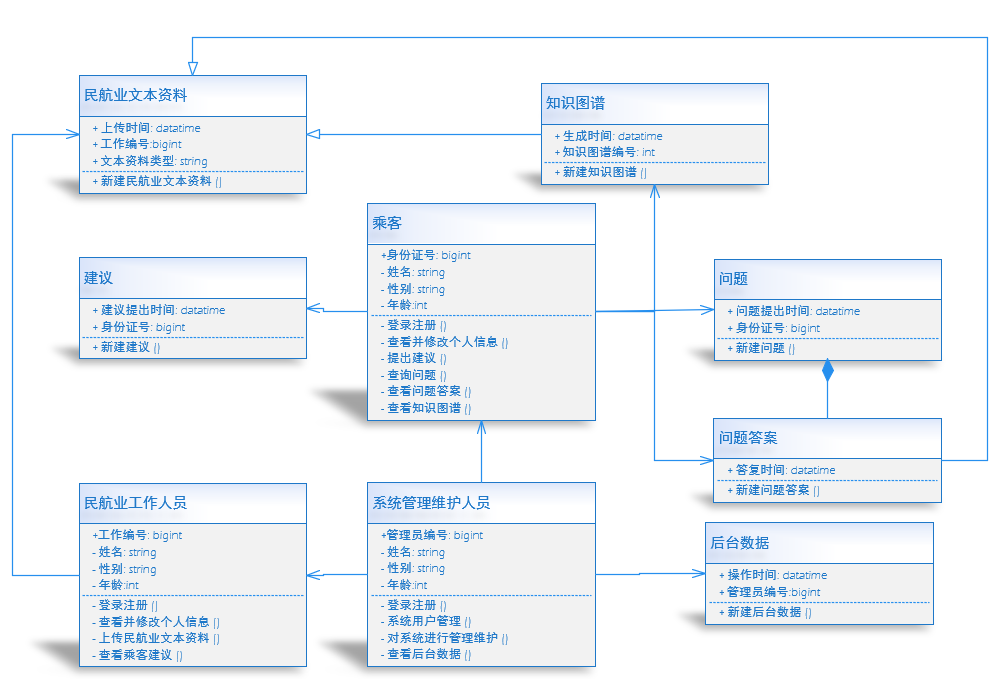 民航业文本资料
+ 上传时间: datatime
+ 工作编号:bigint
+ 文本资料类型: string
+ 新建民航业文本资料 ()
知识图谱
+ 生成时间: datatime
+ 知识图谱编号: int
+ 新建知识图谱 ()
乘客
+身份证号: bigint
- 姓名: string
- 性别: string
- 年龄:int
- 登录注册 ()
- 查看并修改个人信息 ()
- 提出建议 ()
- 查询问题 ()
- 查看问题答案 ()
- 查看知识图谱 ()
建议
+ 建议提出时间: datatime
+ 身份证号: bigint
+ 新建建议 ()
问题
+ 问题提出时间: datatime
+ 身份证号: bigint
+ 新建问题 ()
问题答案
+ 答复时间: datatime
+ 新建问题答案 ()
民航业工作人员
+工作编号: bigint
- 姓名: string
- 性别: string
- 年龄:int
- 登录注册 ()
- 查看并修改个人信息 ()
- 上传民航业文本资料 ()
- 查看乘客建议 ()
系统管理维护人员
+管理员编号: bigint
- 姓名: string
- 性别: string
- 年龄:int
- 登录注册 ()
- 系统用户管理 ()
- 对系统进行管理维护 ()
- 查看后台数据 ()
后台数据
+ 操作时间: datatime
+ 管理员编号:bigint
+ 新建后台数据 ()